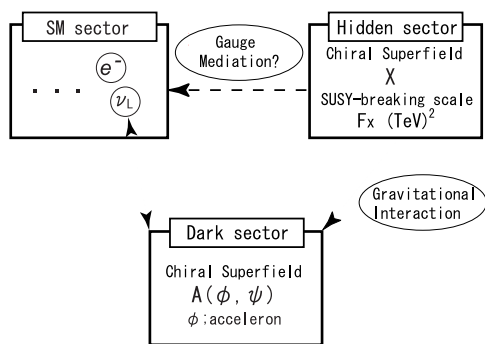 SM sector
e⁻
. . .
ν_L
Gauge
Mediation?
Hidden sector
Chiral Superfield
X
SUSY-breaking scale
Fx (TeV)²
Gravitational
Interaction
Dark sector
Chiral Superfield
A(φ, ψ)
φ;acceleron